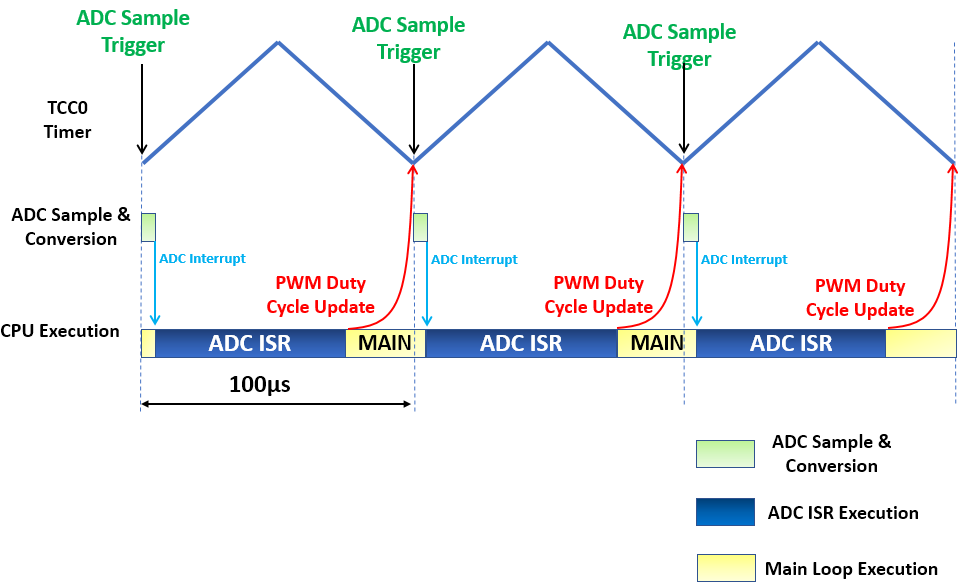 ADC Sample
Trigger
ADC Sample
Trigger
ADC Sample
Trigger
TCC0
Timer
ADC Sample &
Conversion
ADC Interrupt
ADC Interrupt
ADC Interrupt
PWM Duty
Cycle Update
PWM Duty
Cycle Update
PWM Duty
Cycle Update
CPU Execution
ADC ISR
MAIN
ADC ISR
MAIN
ADC ISR
100µs
ADC Sample &
Conversion
ADC ISR Execution
Main Loop Execution